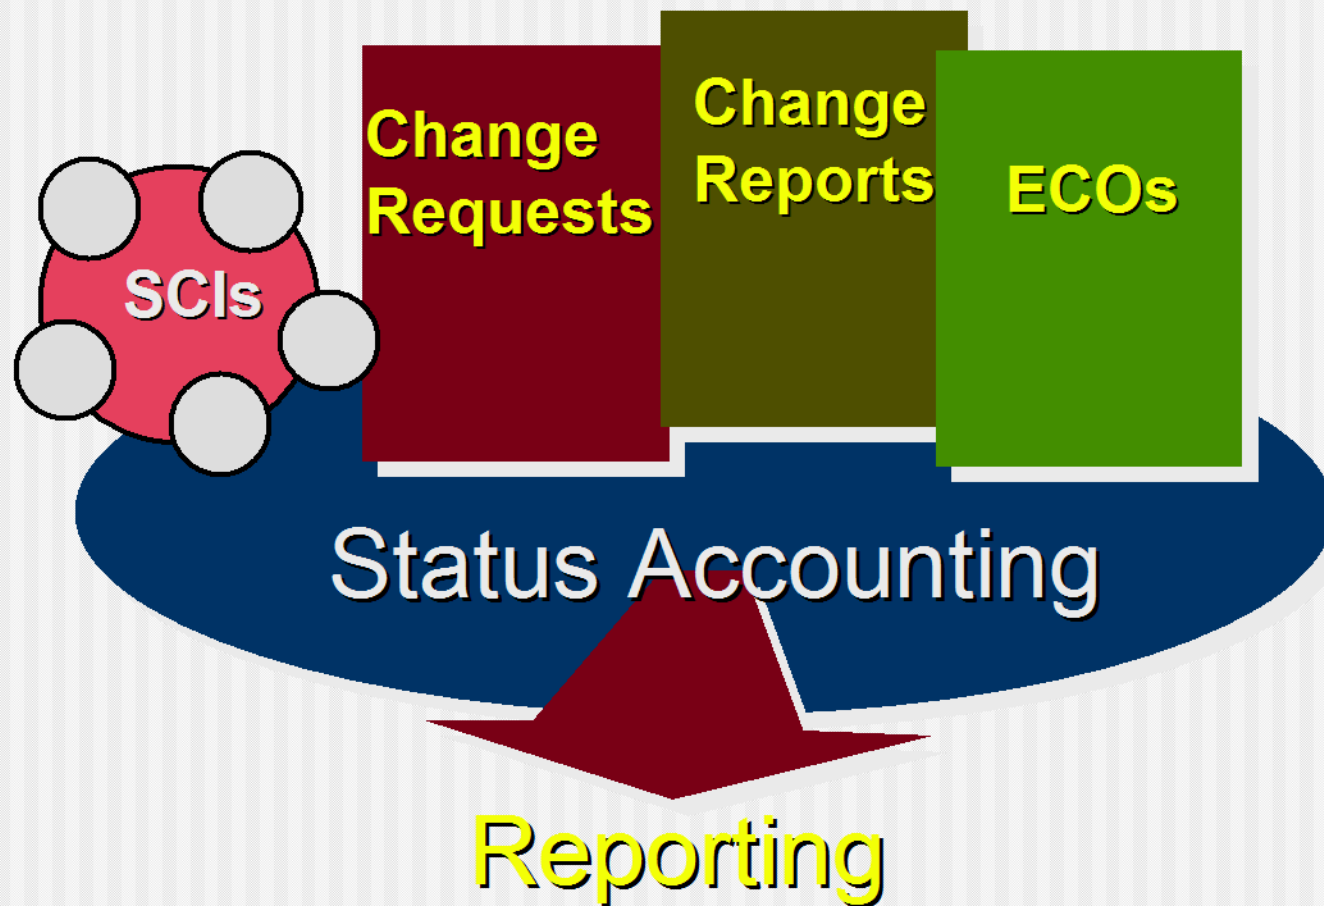 Change
Requests
Change
Reports
ECOs
SCIs
Status Accounting
Reporting